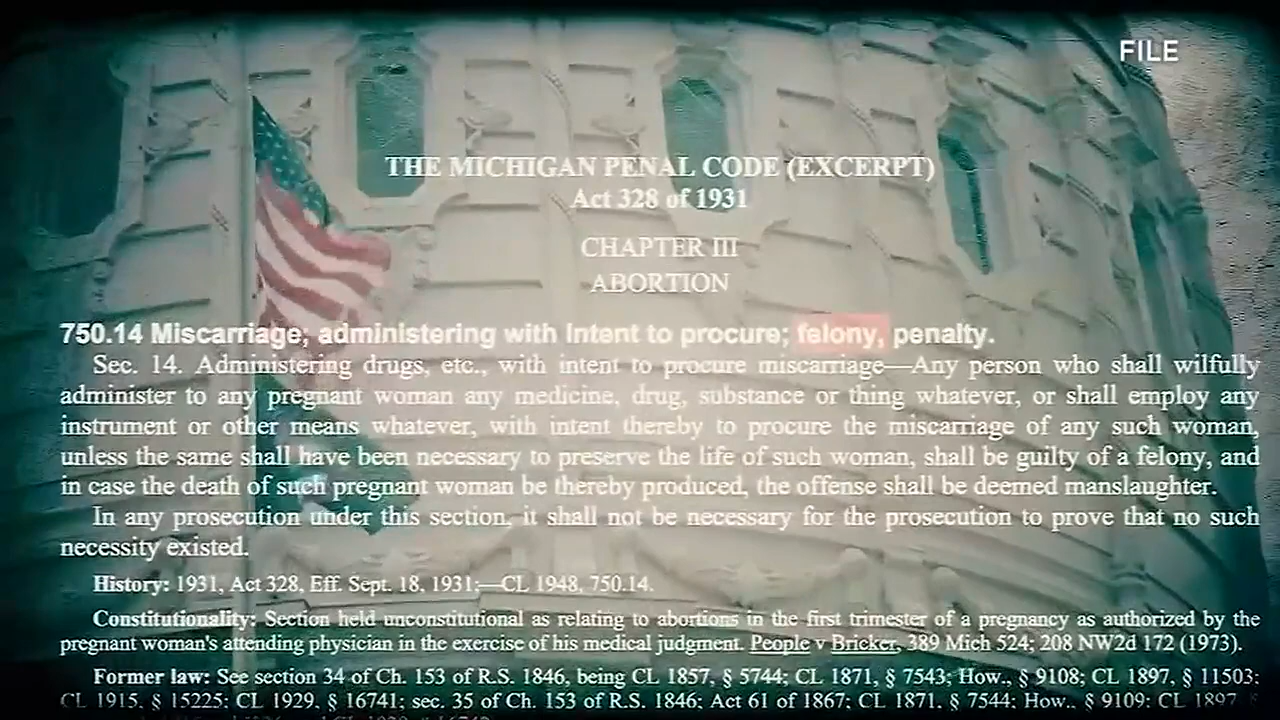 FILE
THE MICHIGAN PENAL CODE (EXCERPT)
Act 328 of 1931
CHAPTER III
ABORTION
750.14 Miscarriage; administering with intent to procure; felony, penalty.
Sec. 14. Administering drugs, etc., with intent to procure miscarriage—Any person who shall wilfully
administer to any pregnant woman any medicine, drug, substance or thing whatever, or shall employ any
instrument or other means whatever, with intent thereby to procure the miscarriage of any such woman,
unless the same shall have been necessary to preserve the life of such woman, shall be guilty of a felony, and
in case the death of such pregnant woman be thereby produced, the offense shall be deemed manslaughter.
In any prosecution under this section, it shall not be necessary for the prosecution to prove that no such
necessity existed.
History: 1931, Act 328, Eff. Sept. 18, 1931;—CL 1948, 750.14.
Constitutionality: Section held unconstitutional as relating to abortions in the first trimester of a pregnancy as authorized by the
pregnant woman's attending physician in the exercise of his medical judgment. People v Bricker, 389 Mich 524; 208 NW2d 172 (1973).
Former law: See section 34 of Ch. 153 of R.S. 1846, being CL 1857, § 5744; CL 1871, § 7543; How., § 9108; CL 1897, § 11503;
CL 1915, § 15225; CL 1929, § 16741; sec. 35 of Ch. 153 of R.S. 1846; Act 61 of 1867; CL 1871, § 7544; How., § 9109; CL 1897 §